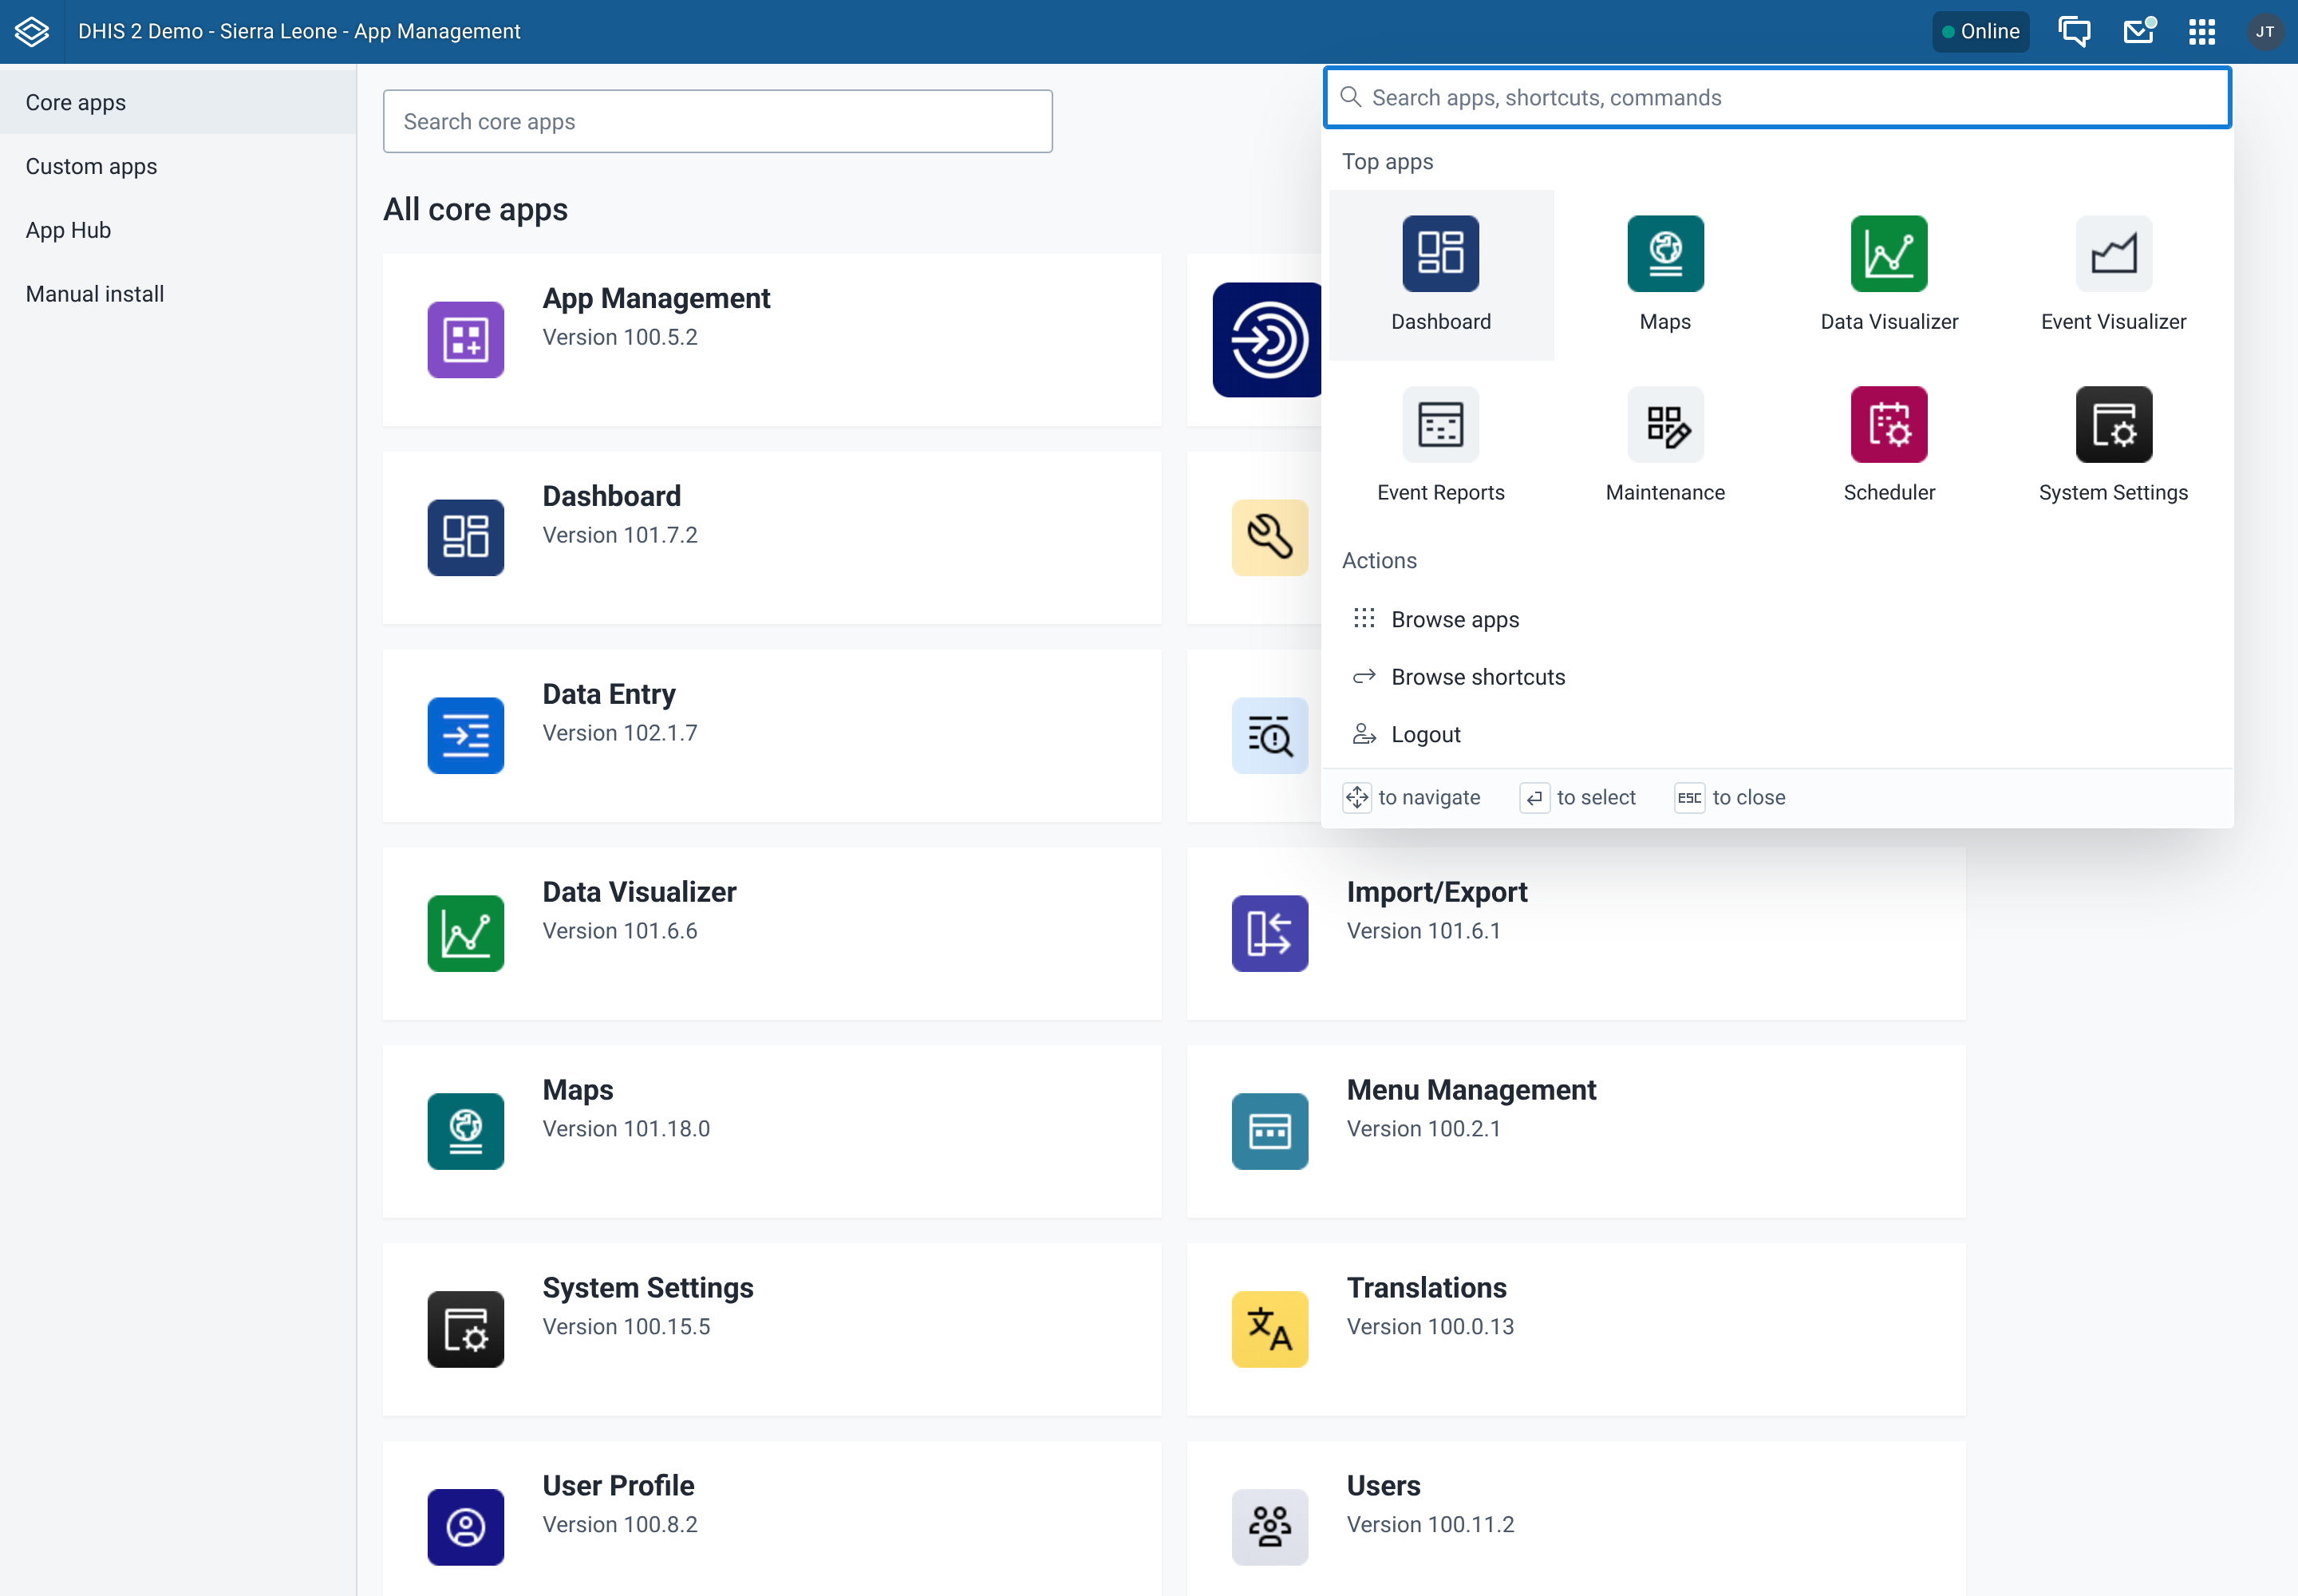 DHIS 2 Demo - Sierra Leone - App Management
Online
JT
Core apps
Custom apps
App Hub
Manual install
Search core apps
All core apps
App Management
Version 100.5.2
Dashboard
Version 101.7.2
Data Entry
Version 102.1.7
Data Visualizer
Version 101.6.6
Import/Export
Version 101.6.1
Maps
Version 101.18.0
Menu Management
Version 100.2.1
System Settings
Version 100.15.5
Translations
Version 100.0.13
User Profile
Version 100.8.2
Users
Version 100.11.2
Search apps, shortcuts, commands
Top apps
Dashboard
Maps
Data Visualizer
Event Visualizer
Event Reports
Maintenance
Scheduler
System Settings
Actions
Browse apps
Browse shortcuts
Logout
to navigate
to select
ESC to close